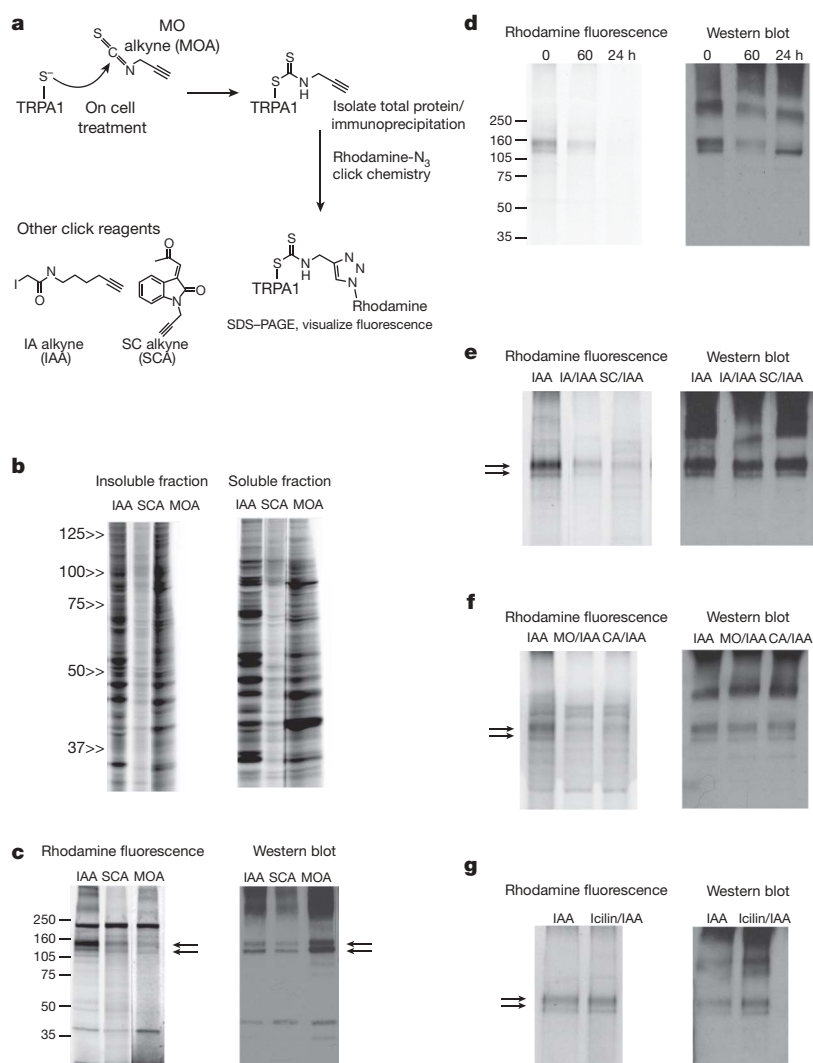 a
MO
alkyne (MOA)
S
C
N
S⁻
TRPA1
On cell
treatment
S
S
N
H
TRPA1
Isolate total protein/
immunoprecipitation
Rhodamine-N₃
click chemistry
Other click reagents
I
O
N
IA alkyne
(IAA)
O
O
N
SC alkyne
(SCA)
S
S
N
H
N
N
N
TRPA1
Rhodamine
SDS–PAGE, visualize fluorescence
b
Insoluble fraction
Soluble fraction
IAA SCA MOA
IAA SCA MOA
125>>
100>>
75>>
50>>
37>>
c
Rhodamine fluorescence
Western blot
IAA SCA MOA
IAA SCA MOA
250
160
105
75
50
35
d
Rhodamine fluorescence
Western blot
0 60 24 h
0 60 24 h
250
160
105
75
50
35
e
Rhodamine fluorescence
Western blot
IAA IA/IAA SC/IAA
IAA IA/IAA SC/IAA
f
Rhodamine fluorescence
Western blot
IAA MO/IAA CA/IAA
IAA MO/IAA CA/IAA
g
Rhodamine fluorescence
Western blot
IAA Icilin/IAA
IAA Icilin/IAA